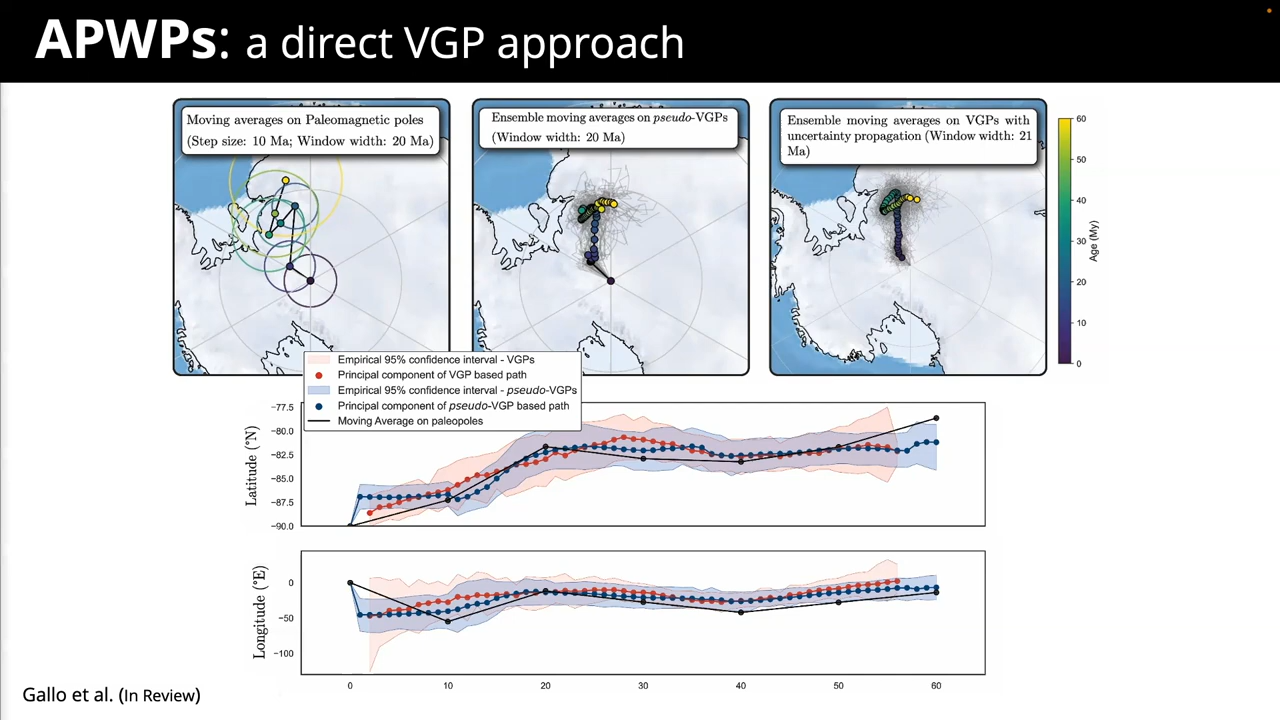 APWPs: a direct VGP approach
Moving averages on Paleomagnetic poles
(Step size: 10 Ma; Window width: 20 Ma)
Ensemble moving averages on pseudo-VGPs
(Window width: 20 Ma)
Ensemble moving averages on VGPs with
uncertainty propagation (Window width: 21
Ma)
60
50
40
30
20
10
0
Age (My)
Empirical 95% confidence interval - VGPs
Principal component of VGP based path
Empirical 95% confidence interval - pseudo-VGPs
Principal component of pseudo-VGP based path
Moving Average on paleopoles
Latitude (°N)
−77.5
−80.0
−82.5
−85.0
−87.5
−90.0
Longitude (°E)
0
−50
−100
0 10 20 30 40 50 60
Gallo et al. (In Review)